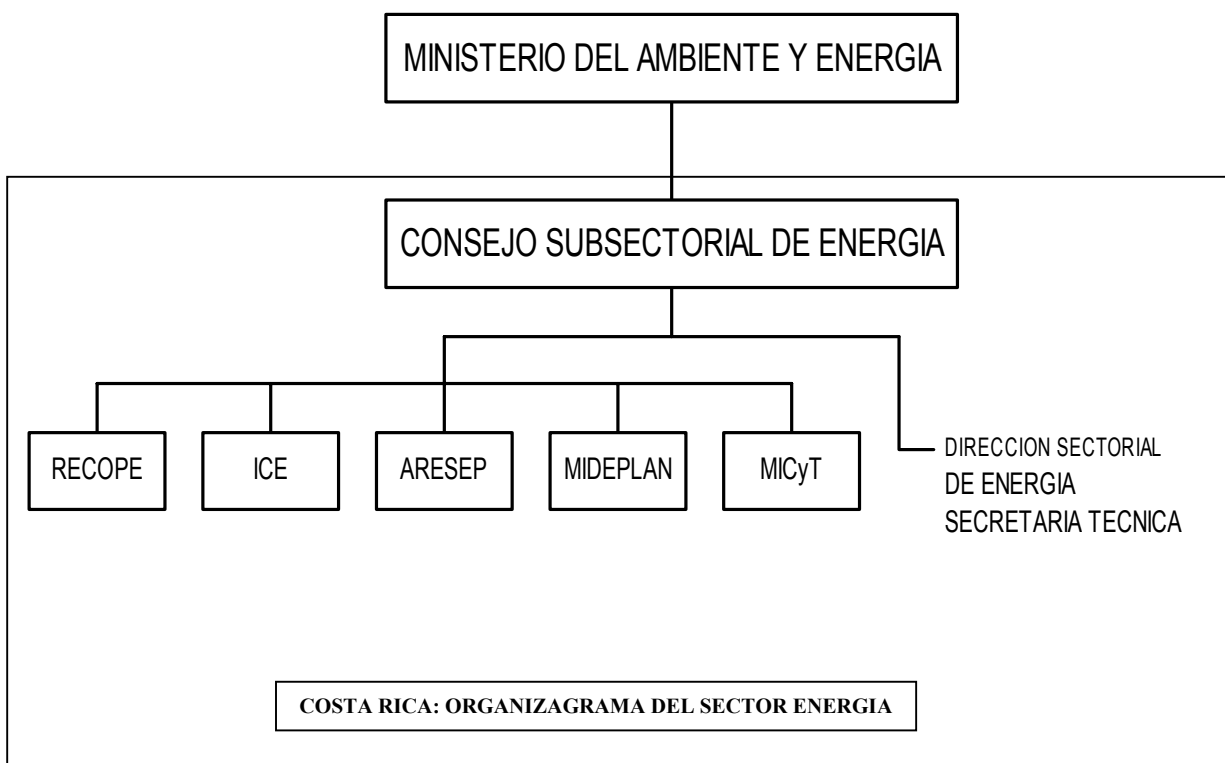 MINISTERIO DEL AMBIENTE Y ENERGIA
CONSEJO SUBSECTORIAL DE ENERGIA
RECOPE
ICE
ARESEP
MIDEPLAN
MICyT
DIRECCION SECTORIAL
DE ENERGIA
SECRETARIA TECNICA
COSTA RICA: ORGANIZAGRAMA DEL SECTOR ENERGIA